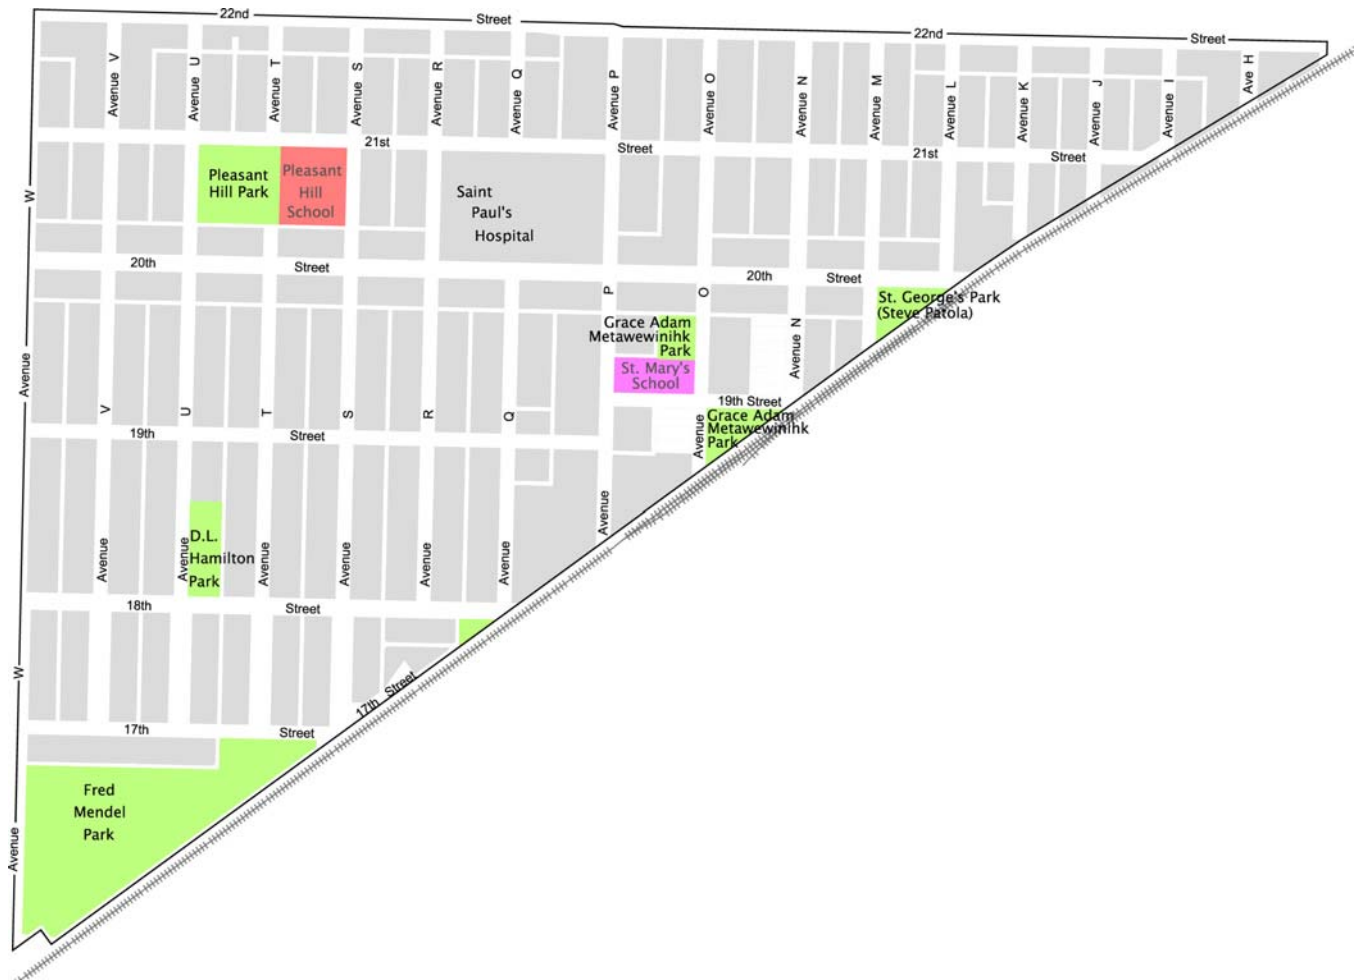 22nd
Street
22nd
Street
Avenue V
Avenue U
Avenue T
Avenue S
Avenue R
Avenue Q
Avenue P
Avenue O
Avenue N
Avenue M
Avenue L
Avenue K
Avenue J
Avenue I
Ave H
21st
Street
21st
Street
Pleasant
Hill Park
Pleasant
Hill
School
Saint
Paul's
Hospital
W
20th
Street
20th
Street
P
O
N
Avenue
St. George's Park
(Steve Patola)
Grace Adam
Metawewinihk
Park
St. Mary's
School
19th Street
Grace Adam
Metawewinihk
Park
Avenue
V
U
T
S
R
Q
Avenue
19th
Street
Avenue
D.L.
Hamilton
Park
Avenue
Avenue
Avenue
Avenue
Avenue
Avenue
18th
Street
W
17th
Street
17th Street
Fred
Mendel
Park
Avenue